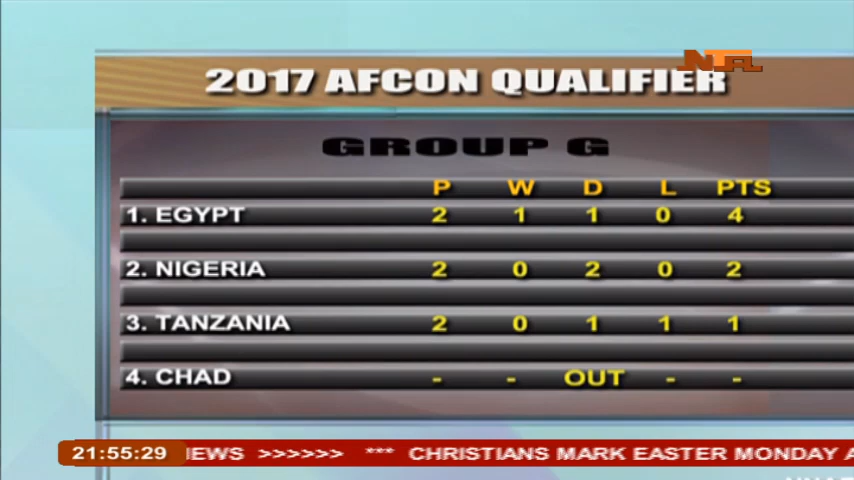 NTA
2017 AFCON QUALIFIER
GROUP G
P W D L PTS
1. EGYPT 2 1 1 0 4
2. NIGERIA 2 0 2 0 2
3. TANZANIA 2 0 1 1 1
4. CHAD - - OUT - -
21:55:29 NEWS >>>>>> *** CHRISTIANS MARK EASTER MONDAY